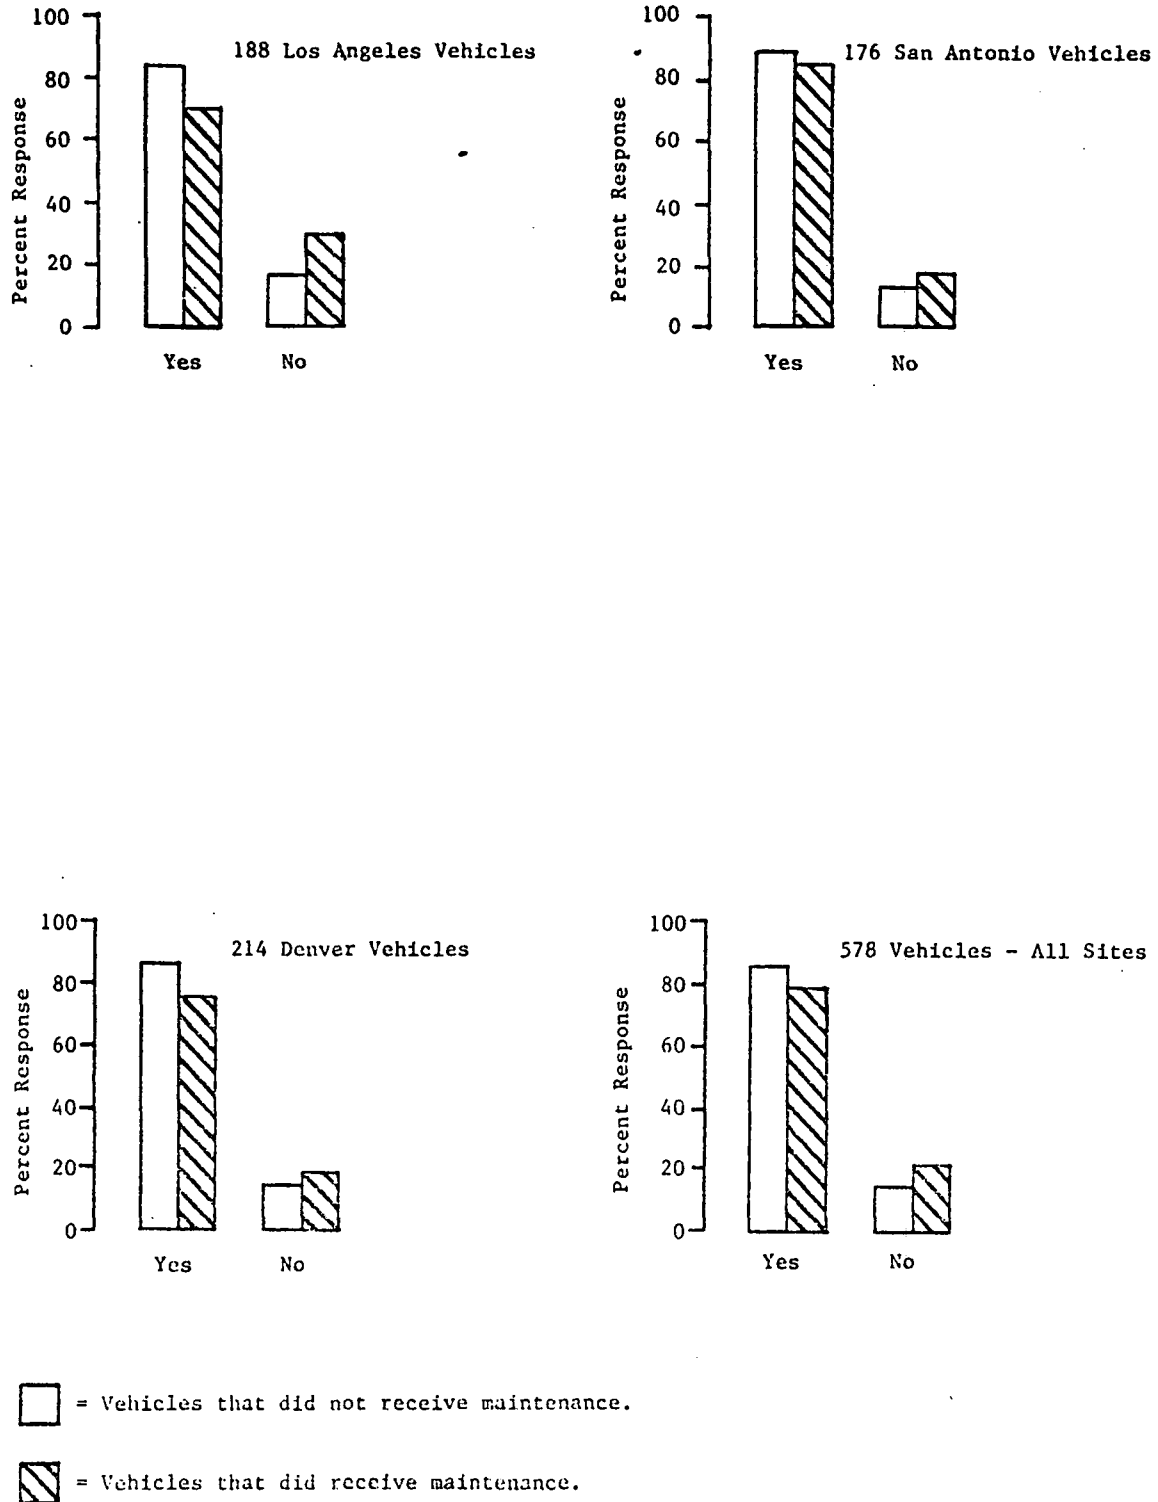 188 Los Angeles Vehicles
Percent Response
100
80
60
40
20
0
Yes No
176 San Antonio Vehicles
Percent Response
100
80
60
40
20
0
Yes No
214 Denver Vehicles
Percent Response
100
80
60
40
20
0
Yes No
578 Vehicles - All Sites
Percent Response
100
80
60
40
20
0
Yes No
= Vehicles that did not receive maintenance.
= Vehicles that did receive maintenance.